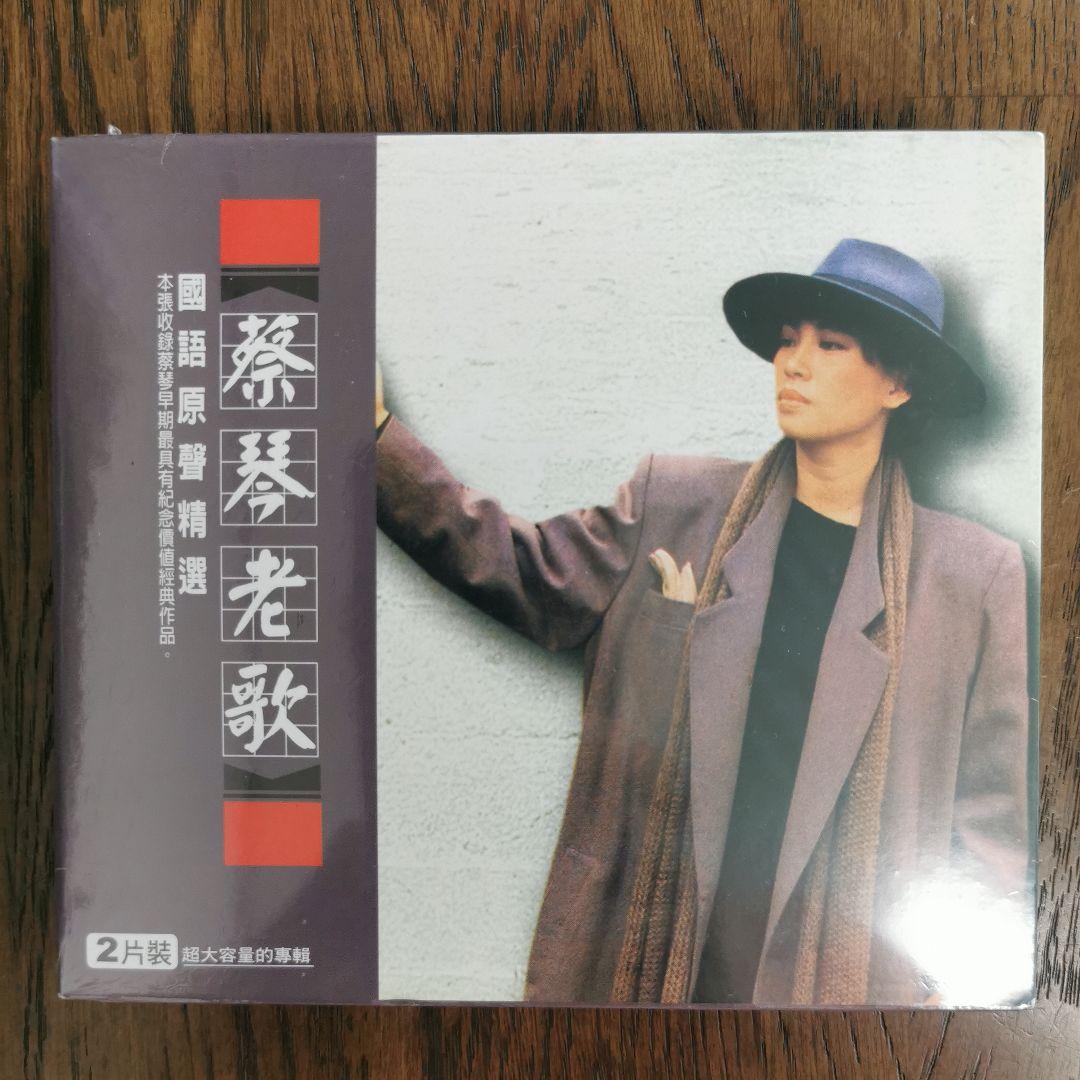 蔡琴老歌
國語原聲精選
本張收錄蔡琴早期最具有紀念價值經典作品。
2片裝 超大容量的專輯